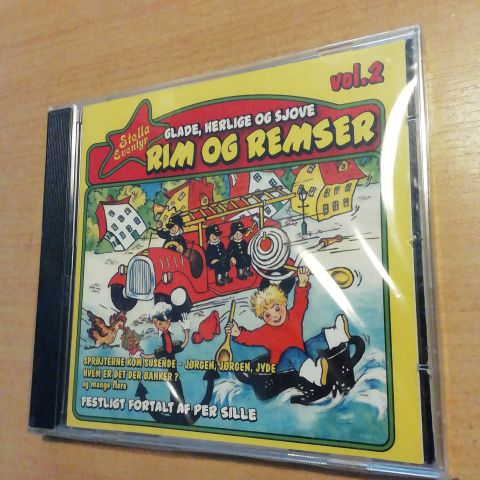 vol.2
Stella
Eventyr
GLADE, HERLIGE OG SJOVE
RIM OG REMSER
SPRØJTERNE KOM SUSENDE - JØRGEN, JØRGEN, JYDE
HVEM ER DET DER BANKER?
og mange flere
FESTLIGT FORTALT AF PER SILLE